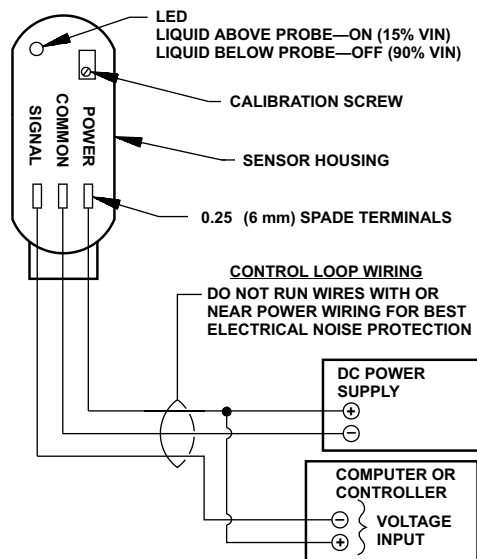 LED
LIQUID ABOVE PROBE—ON (15% VIN)
LIQUID BELOW PROBE—OFF (90% VIN)
CALIBRATION SCREW
SIGNAL
COMMON
POWER
SENSOR HOUSING
0.25 (6 mm) SPADE TERMINALS
CONTROL LOOP WIRING
DO NOT RUN WIRES WITH OR
NEAR POWER WIRING FOR BEST
ELECTRICAL NOISE PROTECTION
DC POWER
SUPPLY
+
−
COMPUTER OR
CONTROLLER
−
+
VOLTAGE
INPUT